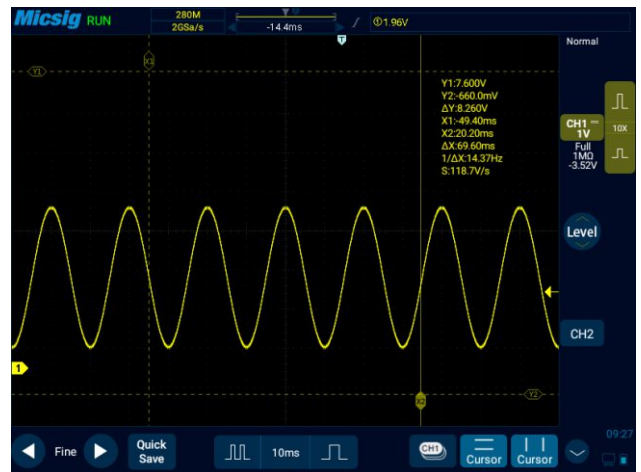 Micsig RUN
280M
2GSa/s
-14.4ms
T
1 1.96V
T
Normal
Y1
X1
Y1:7.600V
Y2:-660.0mV
ΔY:8.260V
X1:-49.40ms
X2:20.20ms
ΔX:69.60ms
1/ΔX:14.37Hz
S:118.7V/s
CH1
1V
10X
Full
1MΩ
-3.52V
Level
CH2
1
Y2
X2
Fine
Quick
Save
10ms
CH1
Cursor
Cursor
09:27